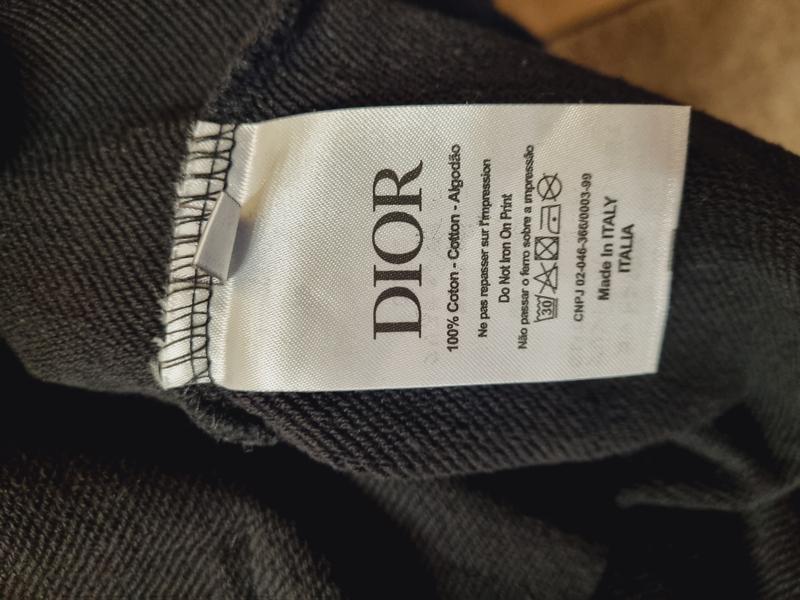 DIOR
100% Coton - Cotton - Algodão
Ne pas repasser sur l'impression
Do Not Iron On Print
Não passar o ferro sobre a impressão
30
CNPJ 02-046-366/0003-99
Made In ITALY
ITALIA